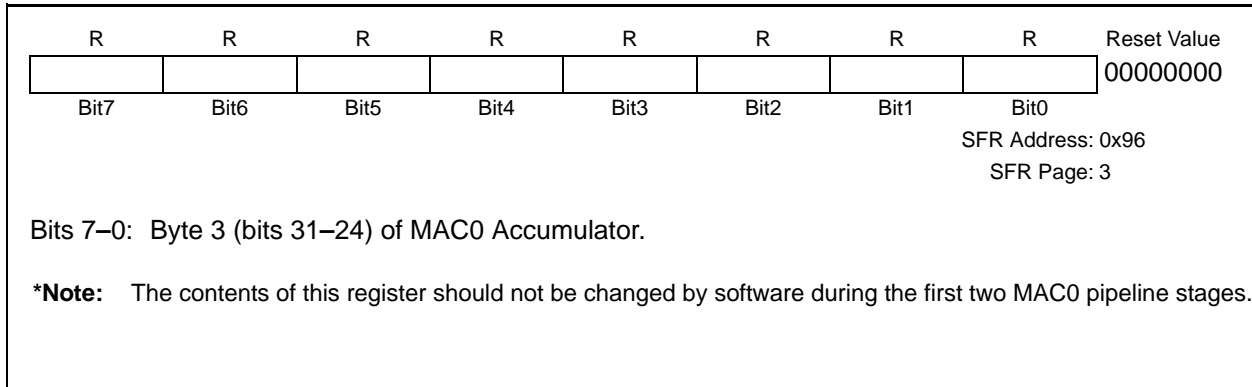 R R R R R R R R Reset Value
00000000
Bit7 Bit6 Bit5 Bit4 Bit3 Bit2 Bit1 Bit0
SFR Address: 0x96
SFR Page: 3
Bits 7–0: Byte 3 (bits 31–24) of MAC0 Accumulator.
*Note: The contents of this register should not be changed by software during the first two MAC0 pipeline stages.